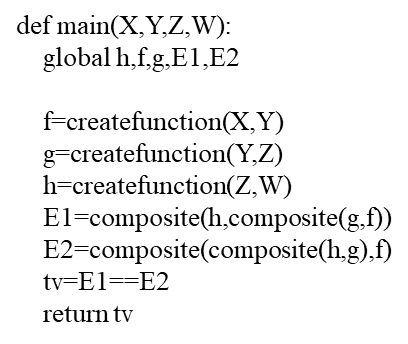 def main(X,Y,Z,W):
global h,f,g,E1,E2
f=createfunction(X,Y)
g=createfunction(Y,Z)
h=createfunction(Z,W)
E1=composite(h,composite(g,f))
E2=composite(composite(h,g),f)
tv=E1==E2
return tv